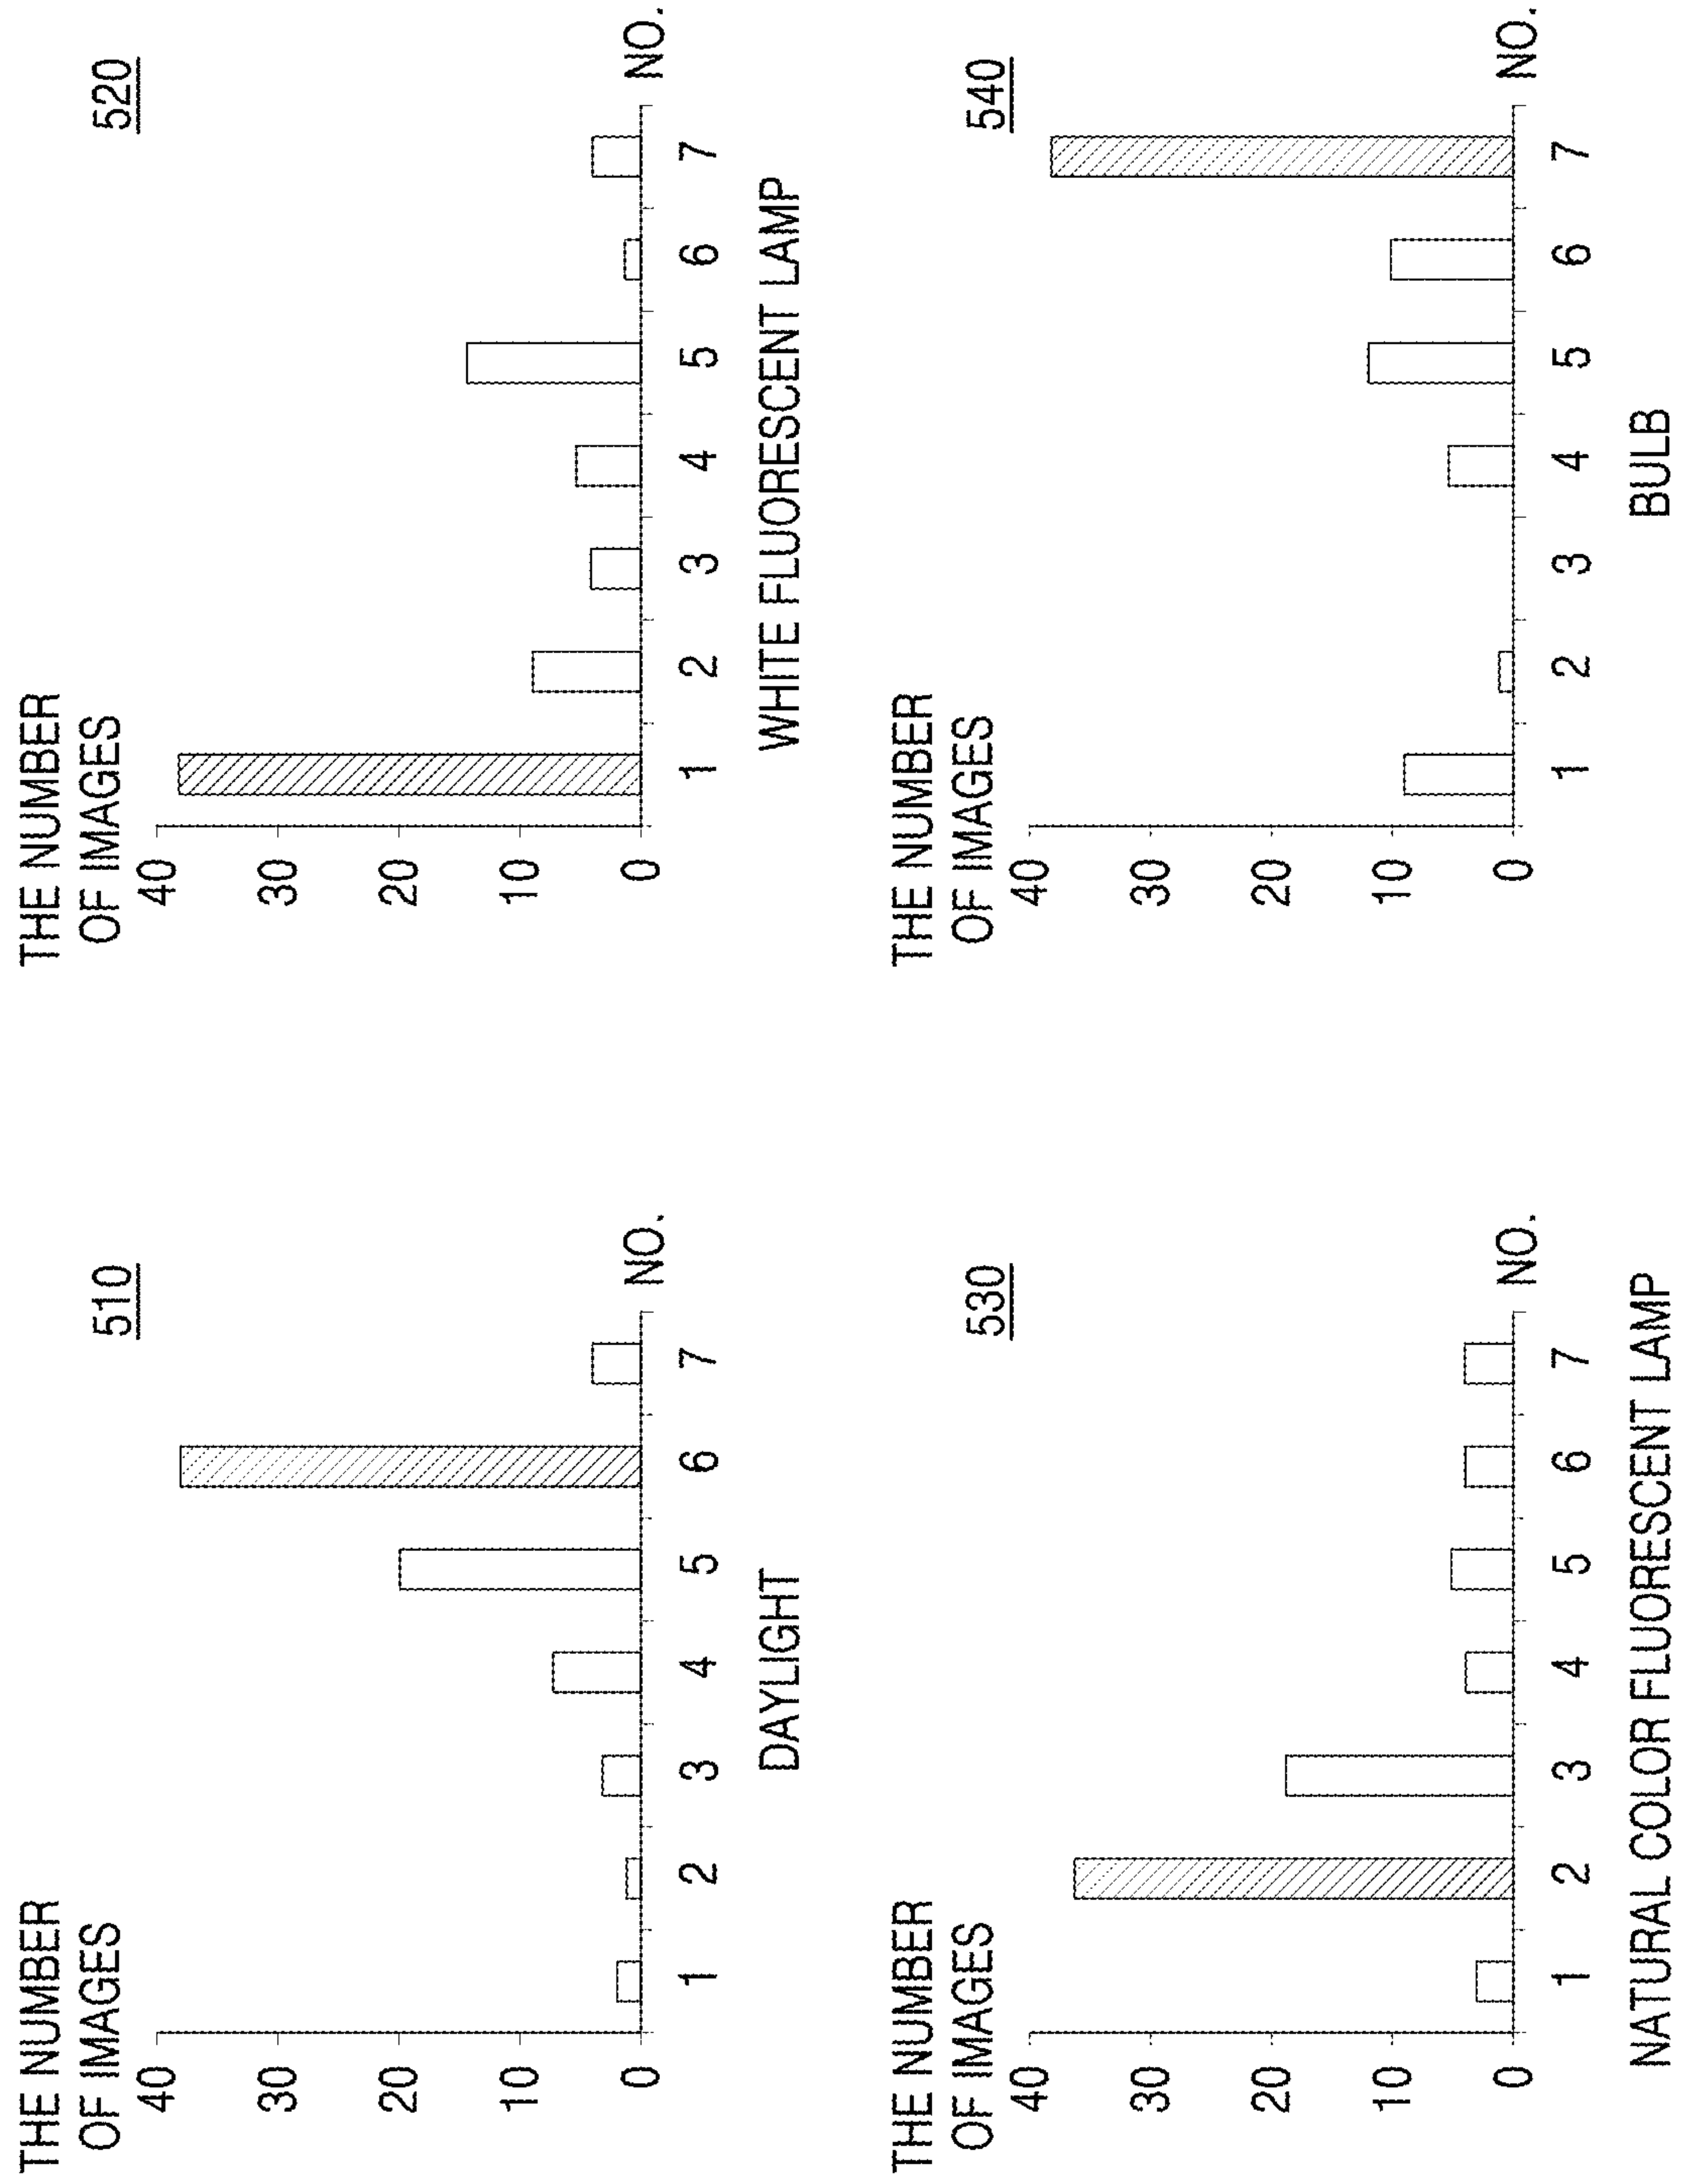 THE NUMBER
OF IMAGES
510
40
30
20
10
0
1 2 3 4 5 6 7 NO.
DAYLIGHT
THE NUMBER
OF IMAGES
520
40
30
20
10
0
1 2 3 4 5 6 7 NO.
WHITE FLUORESCENT LAMP
THE NUMBER
OF IMAGES
530
40
30
20
10
0
1 2 3 4 5 6 7 NO.
NATURAL COLOR FLUORESCENT LAMP
THE NUMBER
OF IMAGES
540
40
30
20
10
0
1 2 3 4 5 6 7 NO.
BULB